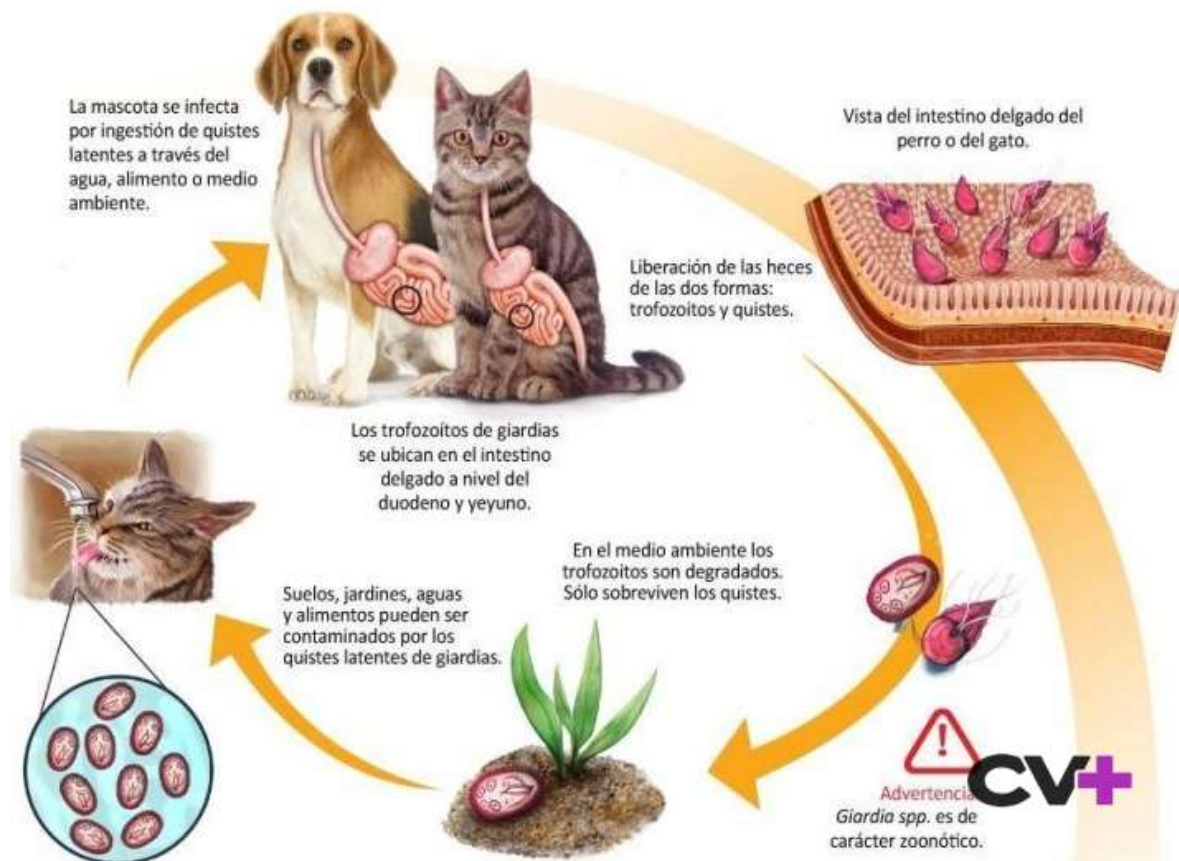 La mascota se infecta
por ingestión de quistes
latentes a través del
agua, alimento o medio
ambiente.
Vista del intestino delgado del
perro o del gato.
Liberación de las heces
de las dos formas:
trofozoitos y quistes.
Los trofozoítos de giardias
se ubican en el intestino
delgado a nivel del
duodeno y yeyuno.
En el medio ambiente los
trofozoitos son degradados.
Sólo sobreviven los quistes.
Suelos, jardines, aguas
y alimentos pueden ser
contaminados por los
quistes latentes de giardias.
Advertencia
Giardia spp. es de
carácter zoonótico.
CV+